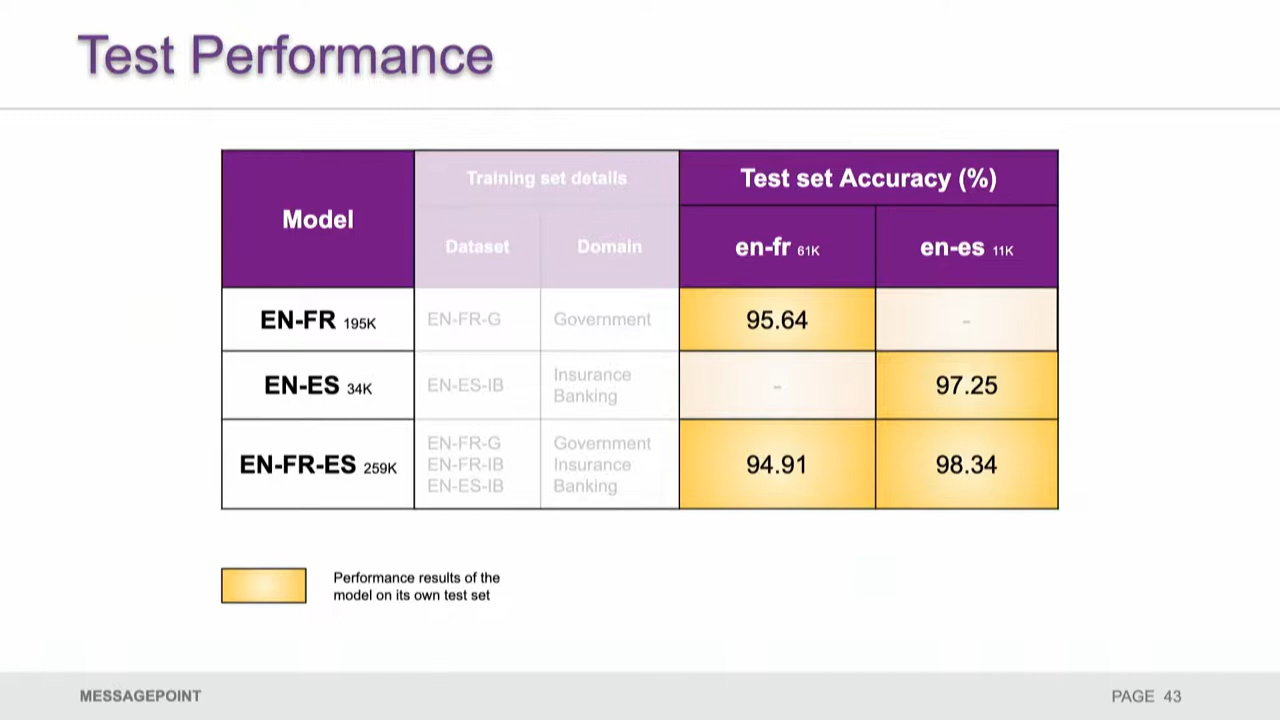 Test Performance
Model
Training set details
Test set Accuracy (%)
Dataset
Domain
en-fr 61K
en-es 11K
EN-FR 195K
EN-FR-G
Government
95.64
-
EN-ES 34K
EN-ES-IB
Insurance
Banking
-
97.25
EN-FR-ES 259K
EN-FR-G
EN-FR-IB
EN-ES-IB
Government
Insurance
Banking
94.91
98.34
Performance results of the
model on its own test set
MESSAGEPOINT
PAGE 43